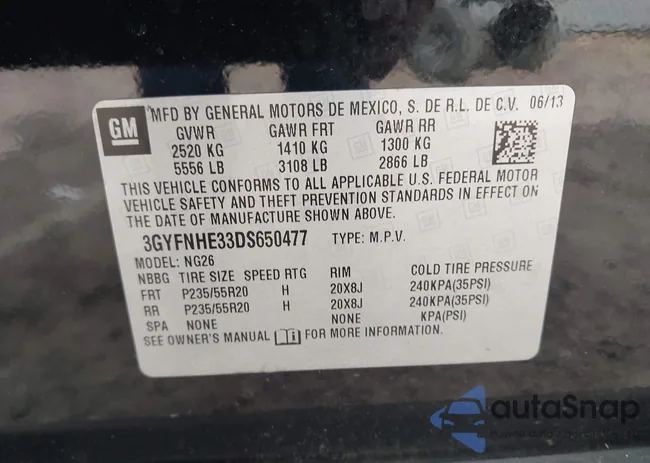 GM
MFD BY GENERAL MOTORS DE MEXICO, S. DE R.L. DE C.V. 06/13
GVWR GAWR FRT GAWR RR
2520 KG 1410 KG 1300 KG
5556 LB 3108 LB 2866 LB
THIS VEHICLE CONFORMS TO ALL APPLICABLE U.S. FEDERAL MOTOR
VEHICLE SAFETY AND THEFT PREVENTION STANDARDS IN EFFECT ON
THE DATE OF MANUFACTURE SHOWN ABOVE.
3GYFNHE33DS650477 TYPE: M.P.V.
MODEL: NG26
NBBG TIRE SIZE SPEED RTG RIM COLD TIRE PRESSURE
FRT P235/55R20 H 20X8J 240KPA(35PSI)
RR P235/55R20 H 20X8J 240KPA(35PSI)
SPA NONE NONE KPA(PSI)
SEE OWNER'S MANUAL FOR MORE INFORMATION.
autoSnap